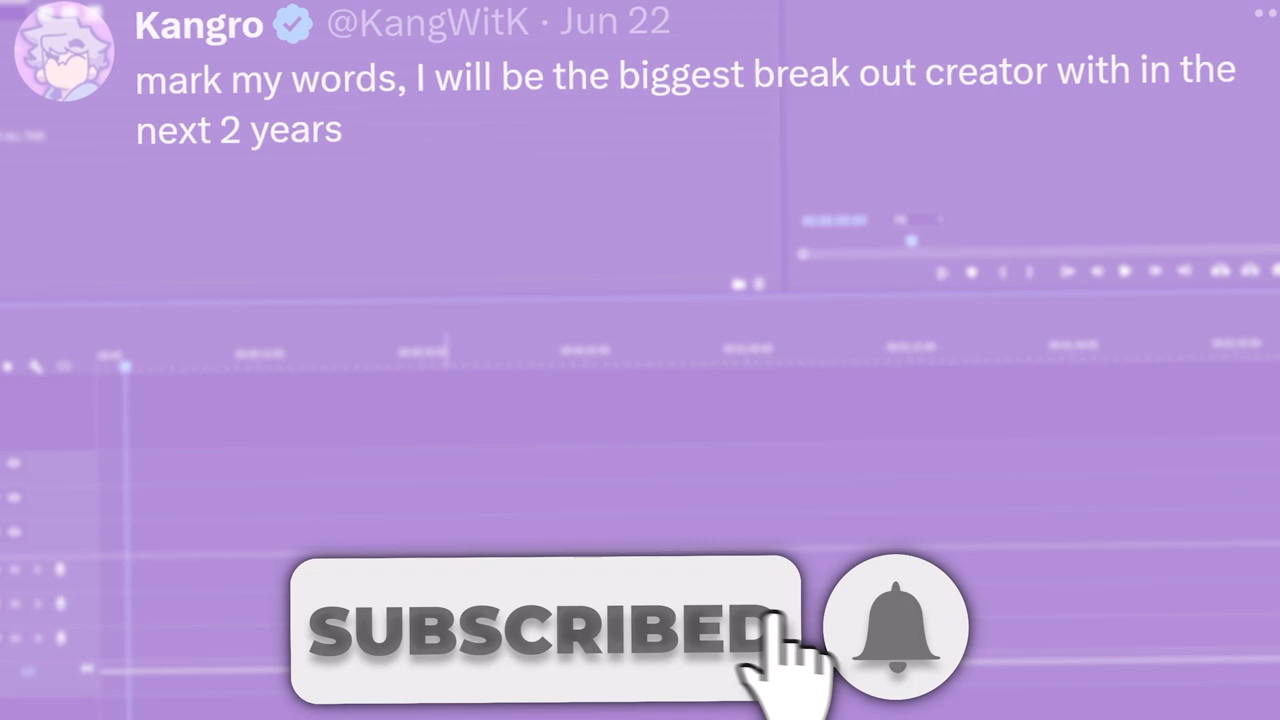 Kangro @KangWitK · Jun 22
mark my words, I will be the biggest break out creator with in the
next 2 years
SUBSCRIBED